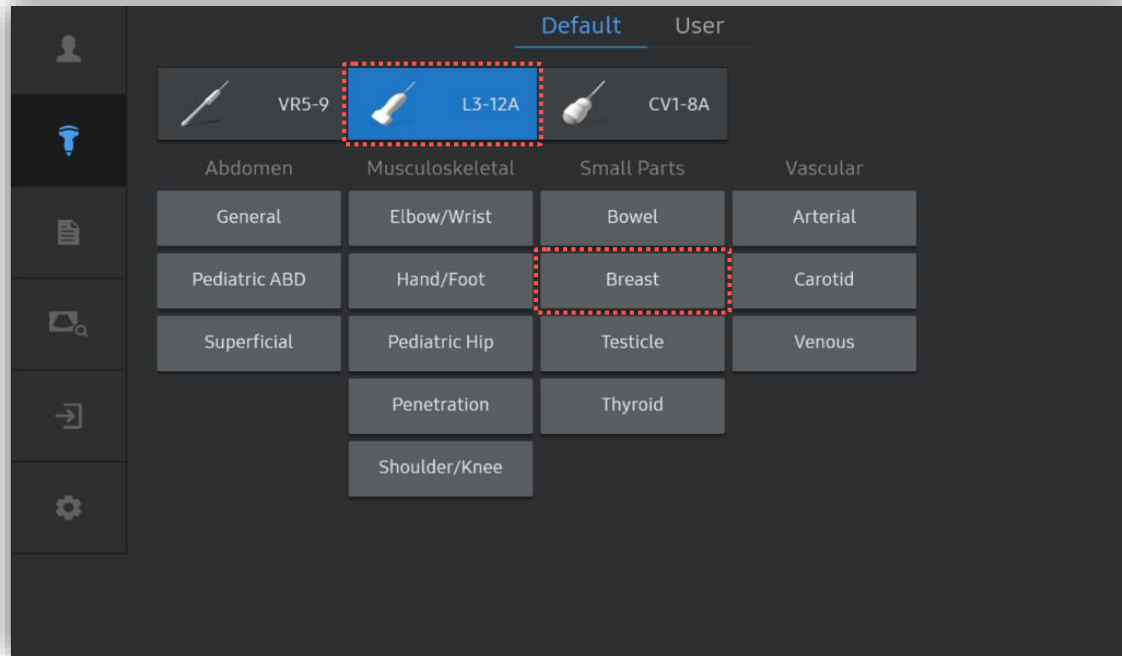 Default User
VR5-9 L3-12A CV1-8A
Abdomen Musculoskeletal Small Parts Vascular
General Elbow/Wrist Bowel Arterial
Pediatric ABD Hand/Foot Breast Carotid
Superficial Pediatric Hip Testicle Venous
Penetration Thyroid
Shoulder/Knee